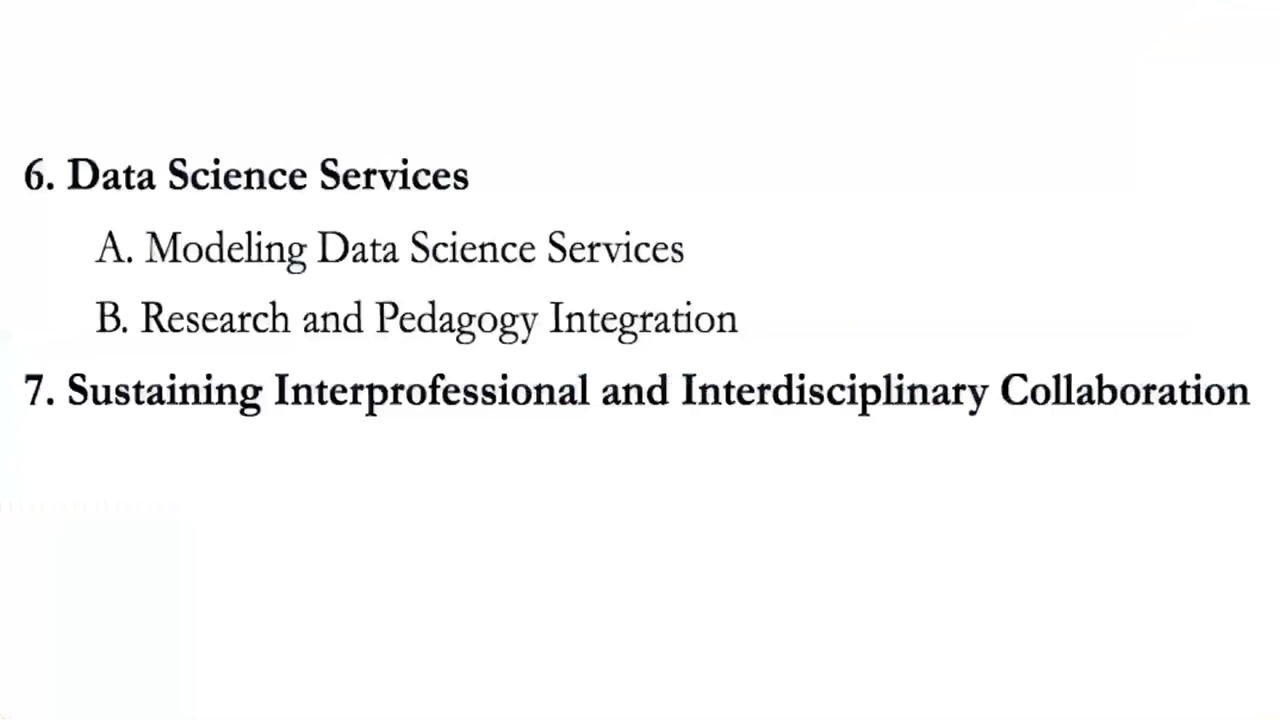 6. Data Science Services
A. Modeling Data Science Services
B. Research and Pedagogy Integration
7. Sustaining Interprofessional and Interdisciplinary Collaboration